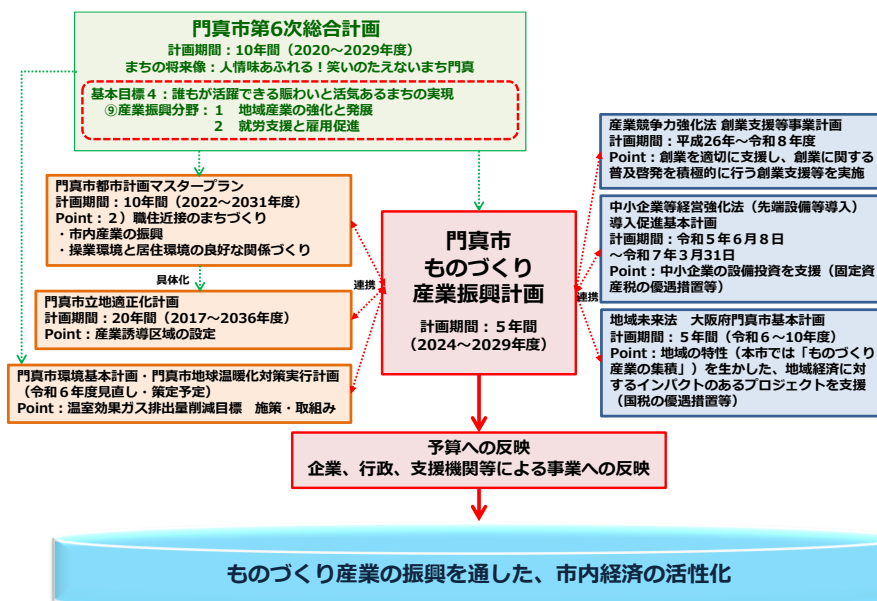 門真市第6次総合計画
計画期間：10年間（2020～2029年度）
まちの将来像：人情味あふれる！笑いのたえないまち門真
基本目標４：誰もが活躍できる賑わいと活気あるまちの実現
⑨産業振興分野：１　地域産業の強化と発展
２　就労支援と雇用促進
門真市都市計画マスタープラン
計画期間：10年間（2022～2031年度）
Point：２）職住近接のまちづくり
・市内産業の振興
・操業環境と居住環境の良好な関係づくり
具体化
門真市立地適正化計画
計画期間：20年間（2017～2036年度）
Point：産業誘導区域の設定
門真市環境基本計画・門真市地球温暖化対策実行計画
（令和６年度見直し・策定予定）
Point：温室効果ガス排出量削減目標　施策・取組み
連携
門真市
ものづくり
産業振興計画
計画期間：５年間
（2024～2029年度）
連携
産業競争力強化法 創業支援等事業計画
計画期間：平成26年～令和８年度
Point：創業を適切に支援し、創業に関する
普及啓発を積極的に行う創業支援等を実施
中小企業等経営強化法（先端設備等導入）
導入促進基本計画
計画期間：令和５年６月８日
～令和７年３月31日
Point：中小企業の設備投資を支援（固定資
産税の優遇措置等）
地域未来法　大阪府門真市基本計画
計画期間：５年間（令和６～10年度）
Point：地域の特性（本市では「ものづくり
産業の集積」）を生かした、地域経済に対
するインパクトのあるプロジェクトを支援
（国税の優遇措置等）
予算への反映
企業、行政、支援機関等による事業への反映
ものづくり産業の振興を通した、市内経済の活性化